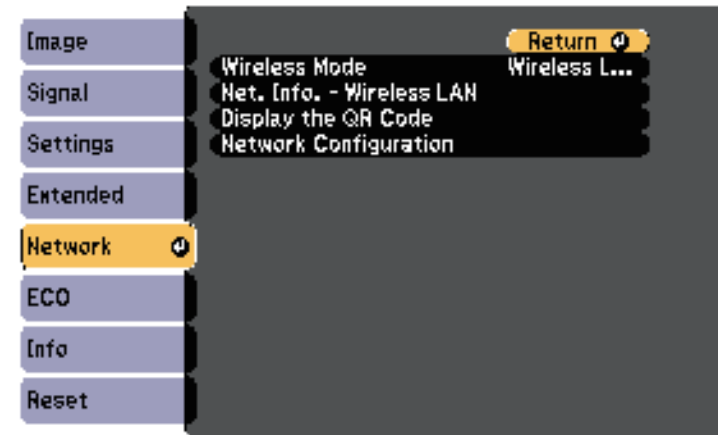 Image
Signal
Settings
Extended
Network
ECO
Info
Reset
Return
Wireless Mode Wireless L...
Net. Info. - Wireless LAN
Display the QR Code
Network Configuration